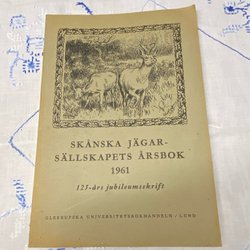 SKÅNSKA JÄGAR-
SÄLLSKAPETS ÅRSBOK
1961
125-års jubileumsskrift
GLEERUPSKA UNIVERSITETSBOKHANDELN / LUND